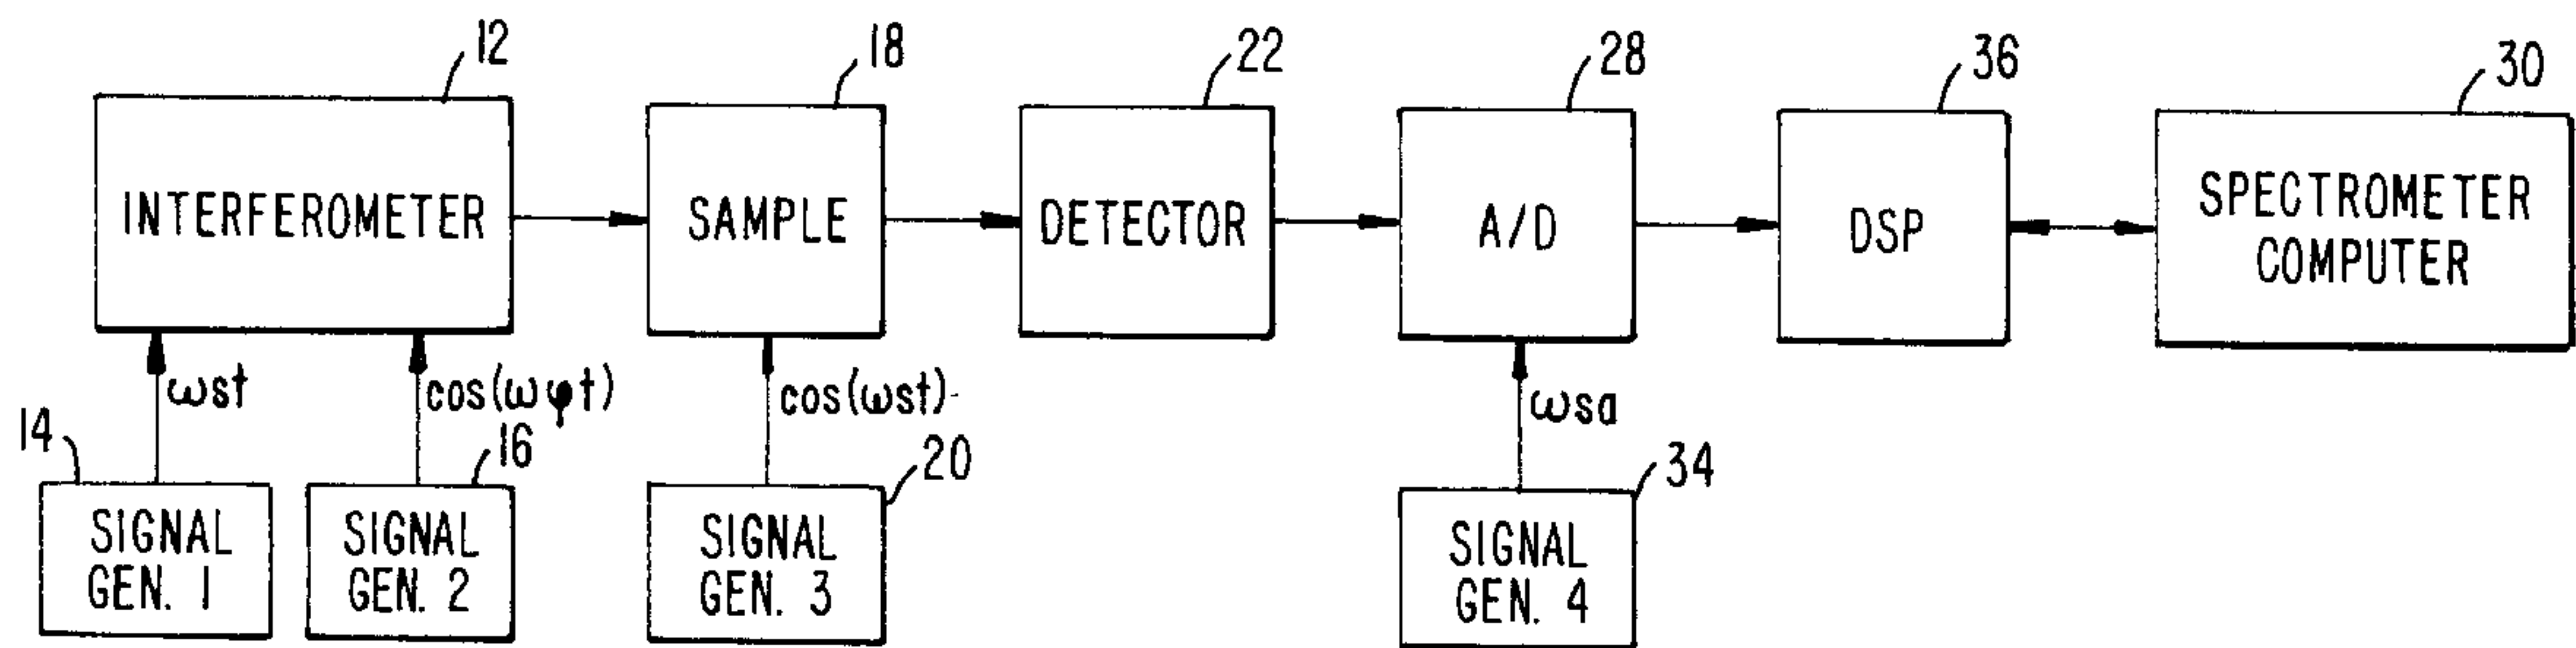 12
18
22
28
36
30
INTERFEROMETER
SAMPLE
DETECTOR
A/D
DSP
SPECTROMETER
COMPUTER
ωst
cos(ωφt)
cos(ωst)
ωsa
14
16
20
34
SIGNAL
GEN. 1
SIGNAL
GEN. 2
SIGNAL
GEN. 3
SIGNAL
GEN. 4